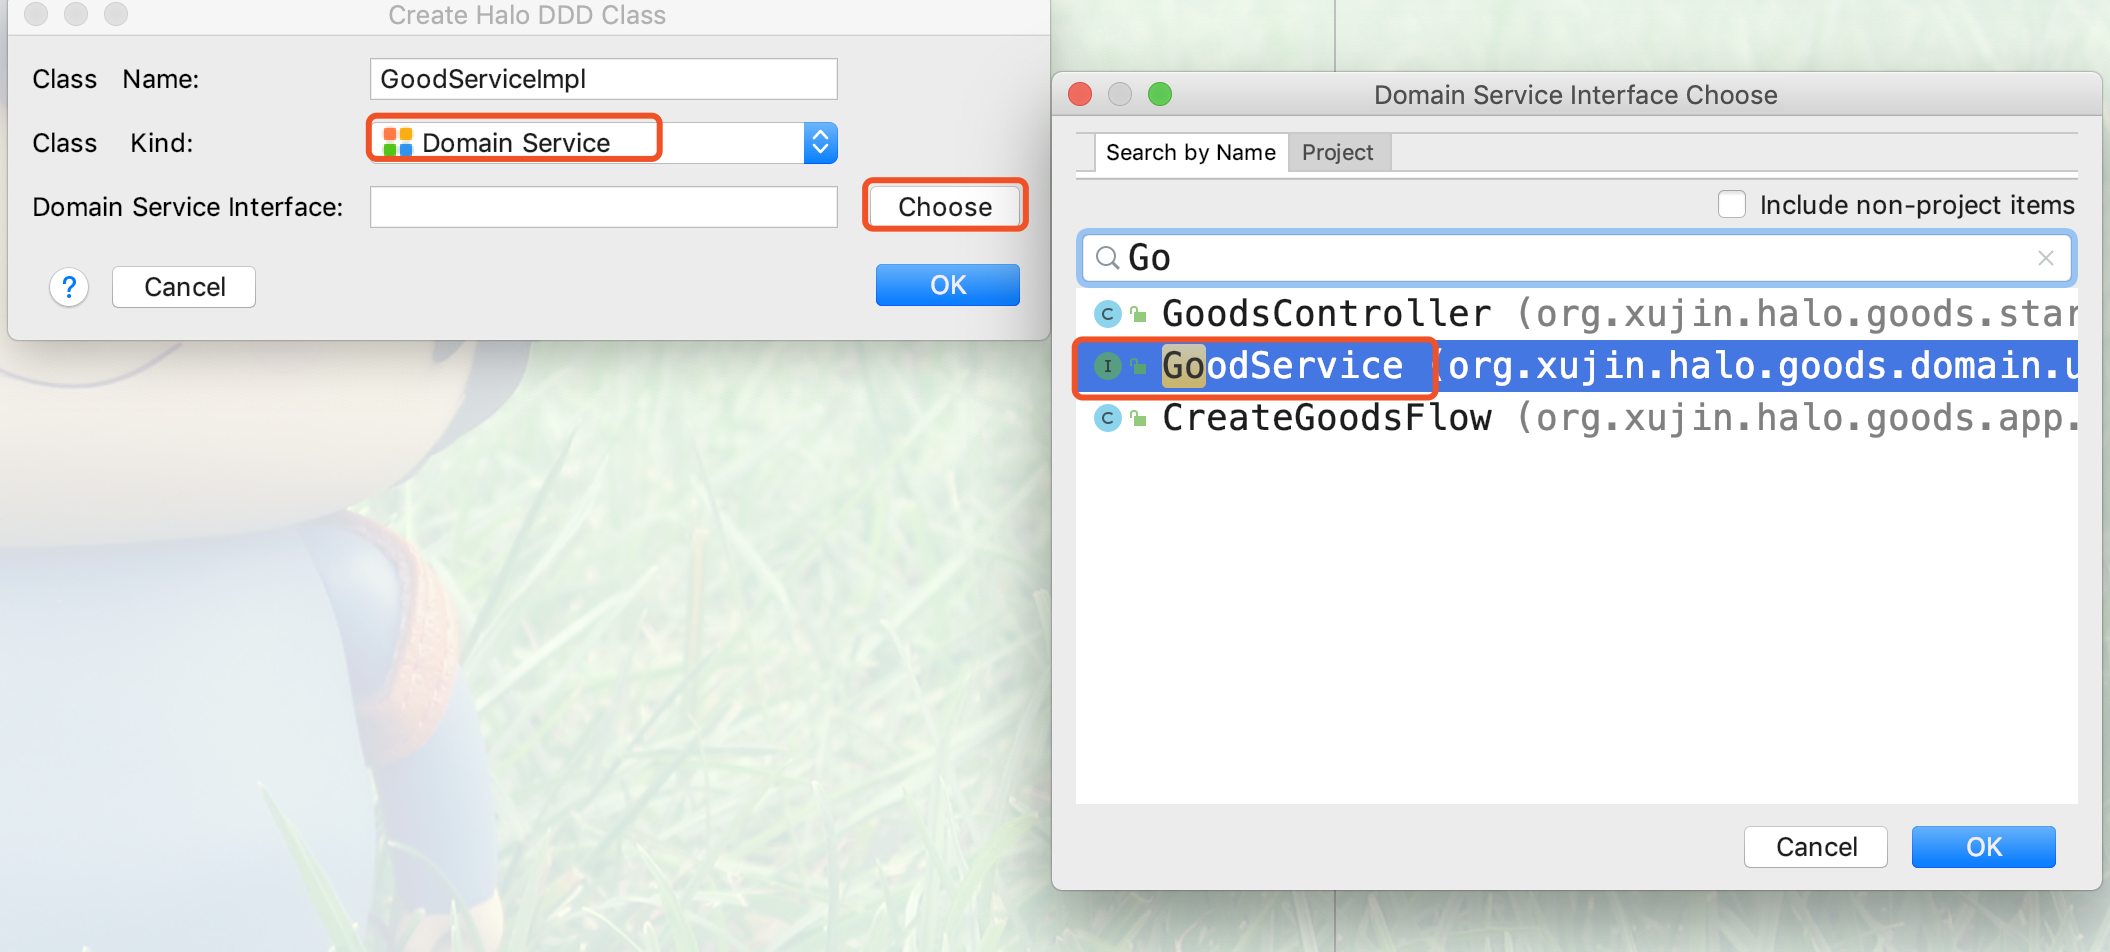 Create Halo DDD Class
Class Name: GoodServiceImpl
Class Kind: Domain Service
Domain Service Interface: Choose
? Cancel OK
Domain Service Interface Choose
Search by Name Project
Include non-project items
Go
C GoodsController (org.xujin.halo.goods.star
I GoodService (org.xujin.halo.goods.domain.u
C CreateGoodsFlow (org.xujin.halo.goods.app.
Cancel OK